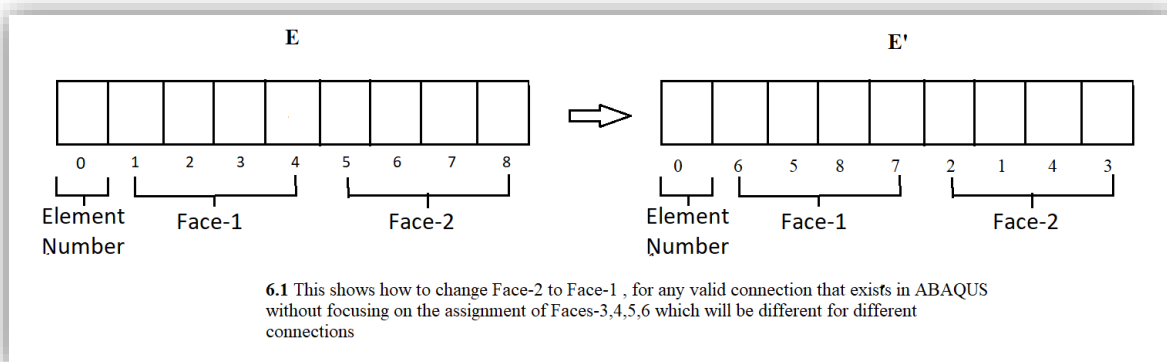 E
E'
0 1 2 3 4 5 6 7 8
0 6 5 8 7 2 1 4 3
Element
Number
Face-1
Face-2
Element
Number
Face-1
Face-2
6.1 This shows how to change Face-2 to Face-1 , for any valid connection that exists in ABAQUS
without focusing on the assignment of Faces-3,4,5,6 which will be different for different
connections